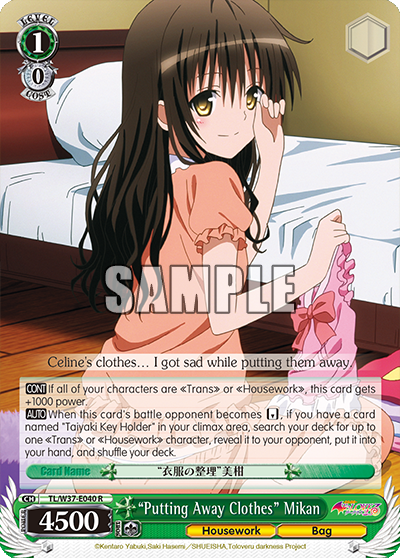 LEVEL
1
0
COST
SAMPLE
Celine's clothes… I got sad while putting them away.
CONT If all of your characters are «Trans» or «Housework», this card gets
+1000 power.
AUTO When this card's battle opponent becomes [ ], if you have a card
named "Taiyaki Key Holder" in your climax area, search your deck for up to
one «Trans» or «Housework» character, reveal it to your opponent, put it
into your hand, and shuffle your deck.
Card Name
"衣服の整理"美柑
CH TL/W37-E040 R
4500
"Putting Away Clothes" Mikan
Housework
Bag
©Kentaro Yabuki,Saki Hasemi / SHUEISHA,Toloveru darkness Project